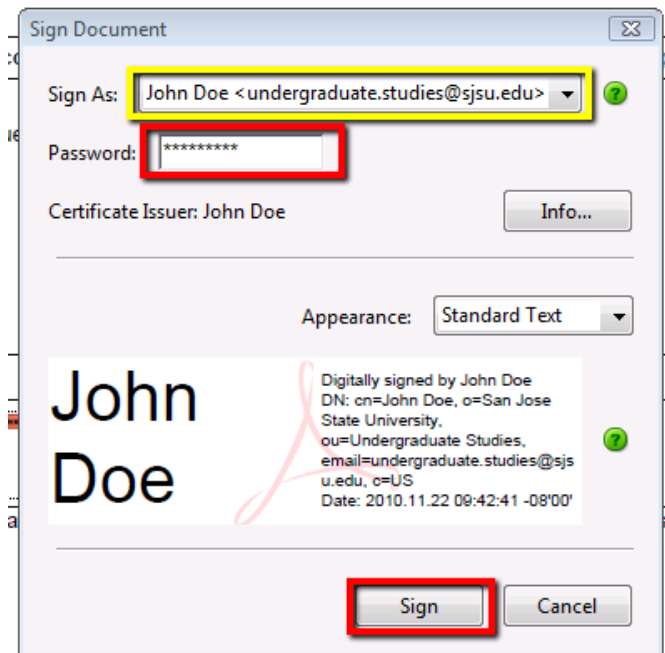 Sign Document
Sign As: John Doe <undergraduate.studies@sjsu.edu>
Password: *********
Certificate Issuer: John Doe Info...
Appearance: Standard Text
John
Doe
Digitally signed by John Doe
DN: cn=John Doe, o=San Jose
State University,
ou=Undergraduate Studies,
email=undergraduate.studies@sjs
u.edu, c=US
Date: 2010.11.22 09:42:41 -08'00'
Sign Cancel